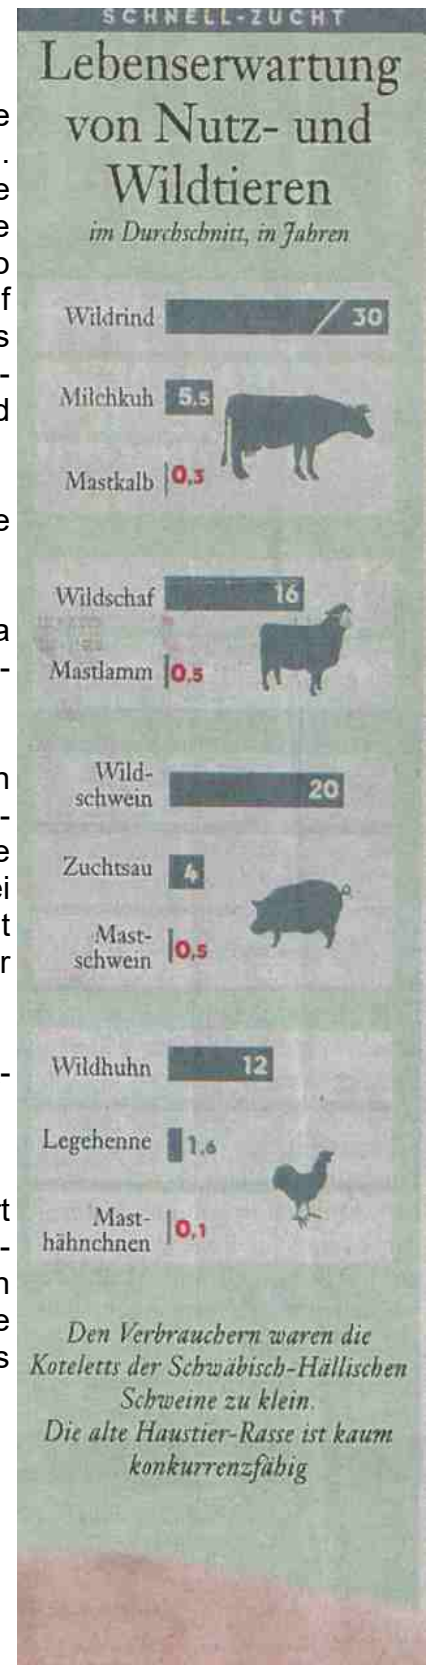 SCHNELL-ZUCHT
Lebenserwartung
von Nutz- und
Wildtieren
im Durchschnitt, in Jahren
Wildrind 30
Milchkuh 5.5
Mastkalb 0,3
Wildschaf 16
Mastlamm 0,5
Wild-
schwein 20
Zuchtsau 4
Mast-
schwein 0,5
Wildhuhn 12
Legehenne 1,6
Mast-
hähnchnen 0,1
Den Verbrauchern waren die
Koteletts der Schwäbisch-Hällischen
Schweine zu klein.
Die alte Haustier-Rasse ist kaum
konkurrenzfähig